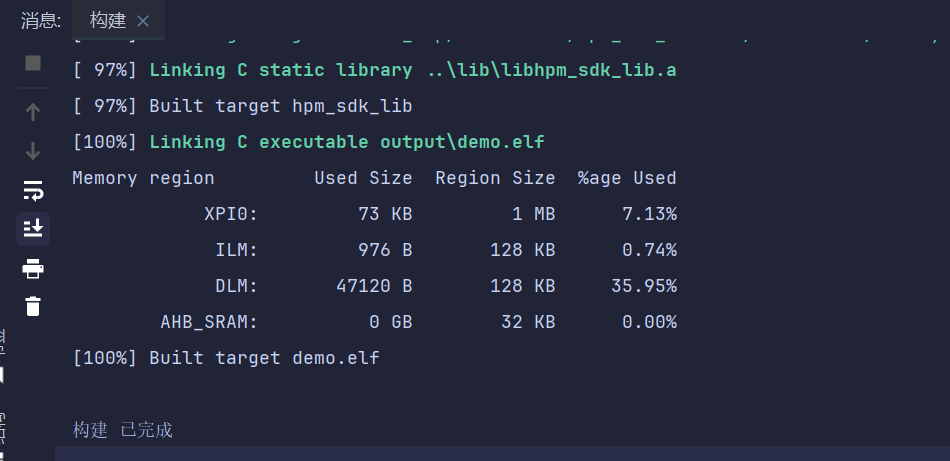 消息: 构建
[ 97%] Linking C static library ..\lib\libhpm_sdk_lib.a
[ 97%] Built target hpm_sdk_lib
[100%] Linking C executable output\demo.elf
Memory region Used Size Region Size %age Used
XPI0: 73 KB 1 MB 7.13%
ILM: 976 B 128 KB 0.74%
DLM: 47120 B 128 KB 35.95%
AHB_SRAM: 0 GB 32 KB 0.00%
[100%] Built target demo.elf
构建 已完成